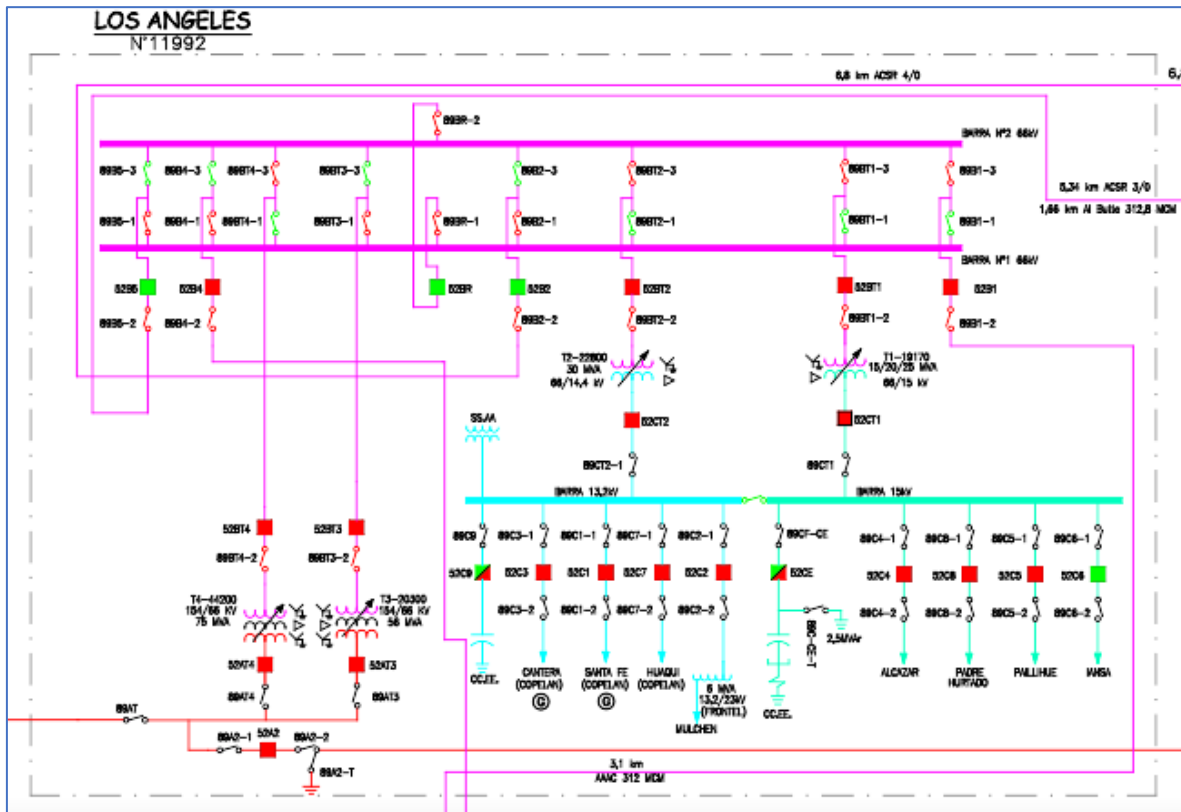 LOS ANGELES
N°11992
6,8 km ACSR 4/0
6,
89BR-2
BARRA N°2 66kV
89B5-3
89B4-3
89BT4-3
89BT3-3
89B2-3
89BT2-3
89BT1-3
89B1-3
5,34 km ACSR 3/0
1,66 km Al Butte 312,8 MCM
89B5-1
89B4-1
89BT4-1
89BT3-1
89BR-1
89B2-1
89BT2-1
89BT1-1
89B1-1
BARRA N°1 66kV
52B5
52B4
52BR
52B2
52BT2
52BT1
52B1
89B5-2
89B4-2
89B2-2
89BT2-2
89BT1-2
89B1-2
T2-22800
30 MVA
66/14,4 kV
T1-19170
15/20/25 MVA
66/15 kV
SS.AA
52CT2
52CT1
89CT2-1
89CT1
BARRA 13,2kV
BARRA 15kV
52BT4
52BT3
89BT4-2
89BT3-2
89C9
89C3-1
89C1-1
89C7-1
89C2-1
89CF-CE
89C4-1
89C8-1
89C5-1
89C6-1
52C9
52C3
52C1
52C7
52C2
52CE
52C4
52C8
52C5
52C6
89C3-2
89C1-2
89C7-2
89C2-2
89C-CE-T
2,5MVAr
89C4-2
89C8-2
89C5-2
89C6-2
T4-44200
154/66 KV
75 MVA
T3-20300
154/66 KV
56 MVA
52AT4
52AT3
89AT4
89AT3
CC.EE.
CANTERA
(COPELAN)
G
SANTA FE
(COPELAN)
G
HUAQUI
(COPELAN)
6 MVA
13,2/23kV
(FRONTEL)
MULCHEN
CC.EE.
ALCAZAR
PADRE
HURTADO
PAILLIHUE
IANSA
89AT
89A2-1
52A2
89A2-2
89A2-T
3,1 km
AAAC 312 MCM